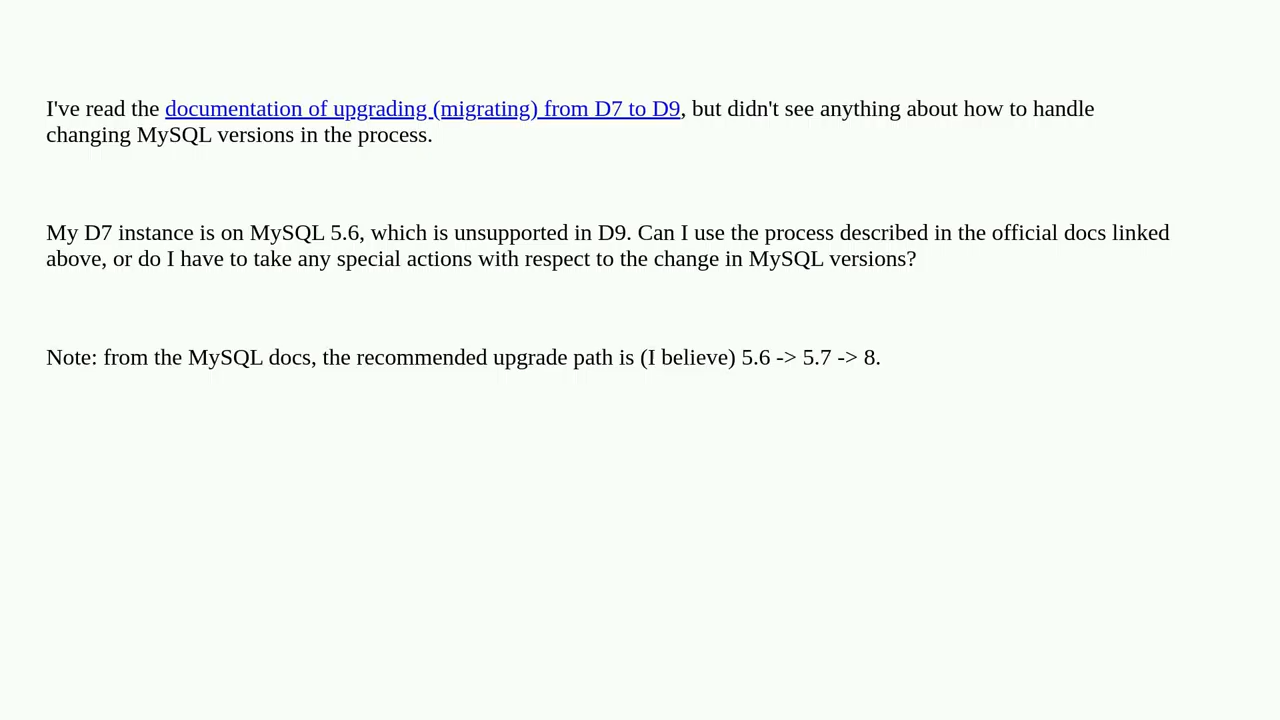 I've read the documentation of upgrading (migrating) from D7 to D9, but didn't see anything about how to handle
changing MySQL versions in the process.
My D7 instance is on MySQL 5.6, which is unsupported in D9. Can I use the process described in the official docs linked
above, or do I have to take any special actions with respect to the change in MySQL versions?
Note: from the MySQL docs, the recommended upgrade path is (I believe) 5.6 -> 5.7 -> 8.